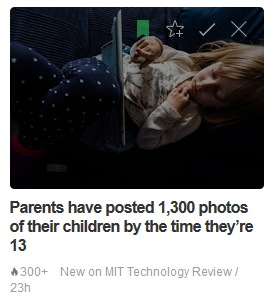 Parents have posted 1,300 photos
of their children by the time they're
13
300+ New on MIT Technology Review /
23h